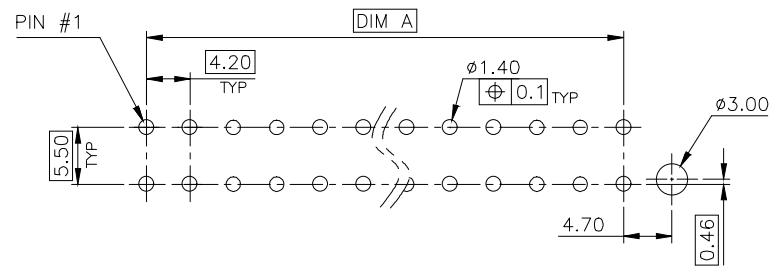 PIN #1
DIM A
4.20
TYP
ø1.40
⌖ 0.1 TYP
ø3.00
5.50
TYP
4.70
0.46